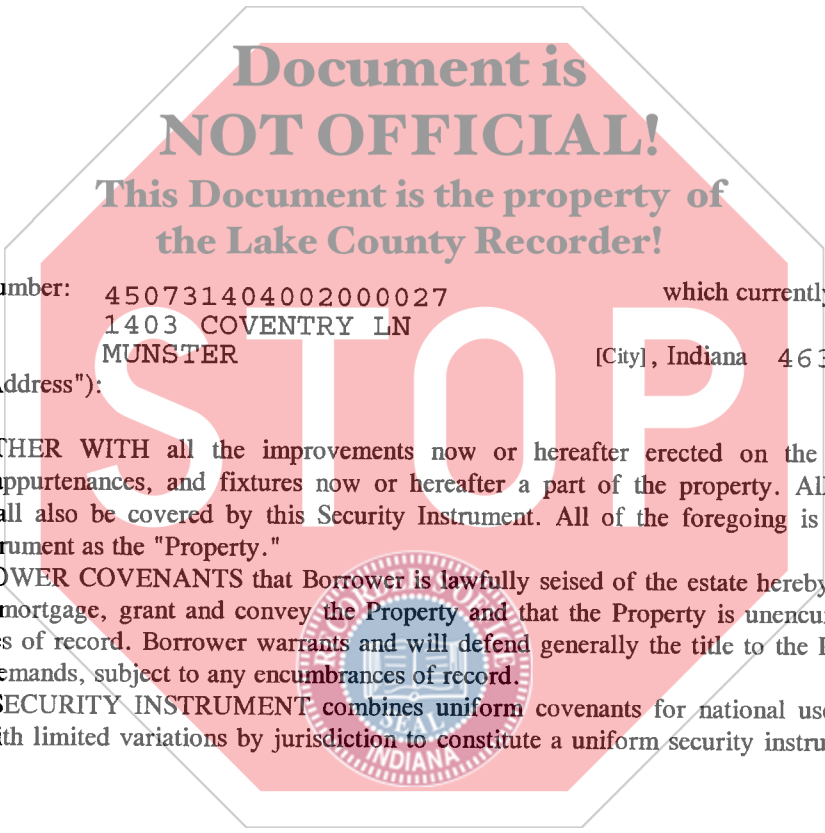 Document is
NOT OFFICIAL!
This Document is the property of
the Lake County Recorder!
umber: 450731404002000027 which currently
1403 COVENTRY LN
MUNSTER [City], Indiana 463
Address"):
STOP
THER WITH all the improvements now or hereafter erected on the
appurtenances, and fixtures now or hereafter a part of the property. All
all also be covered by this Security Instrument. All of the foregoing is
rument as the "Property."
OWER COVENANTS that Borrower is lawfully seised of the estate hereby
mortgage, grant and convey the Property and that the Property is unencu
es of record. Borrower warrants and will defend generally the title to the
emands, subject to any encumbrances of record.
SECURITY INSTRUMENT combines uniform covenants for national use
ith limited variations by jurisdiction to constitute a uniform security instru
RECORDER'S OFFICE
SEAL
INDIANA